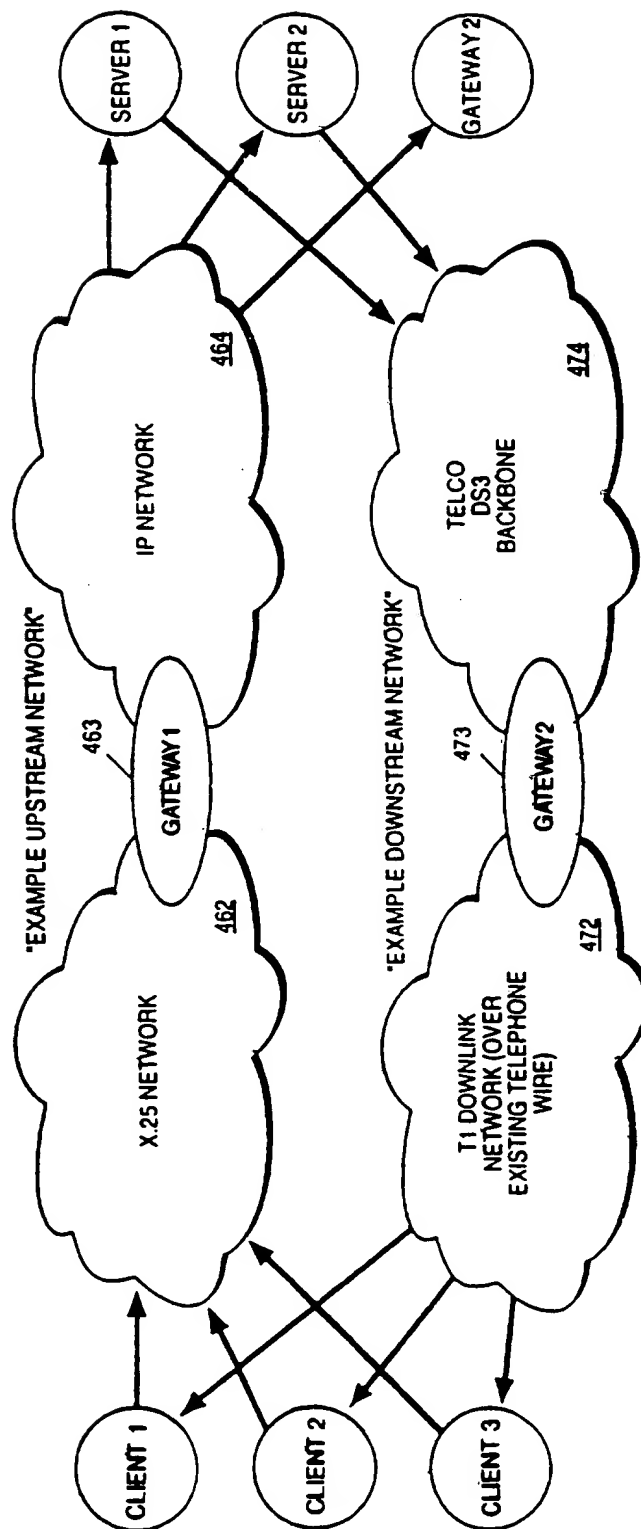 "EXAMPLE UPSTREAM NETWORK"
CLIENT 1
CLIENT 2
CLIENT 3
X.25 NETWORK
462
463
GATEWAY1
IP NETWORK
464
SERVER 1
SERVER 2
GATEWAY 2
"EXAMPLE DOWNSTREAM NETWORK"
T1 DOWNLINK
NETWORK (OVER
EXISTING TELEPHONE
WIRE)
472
473
GATEWAY2
TELCO
DS3
BACKBONE
474